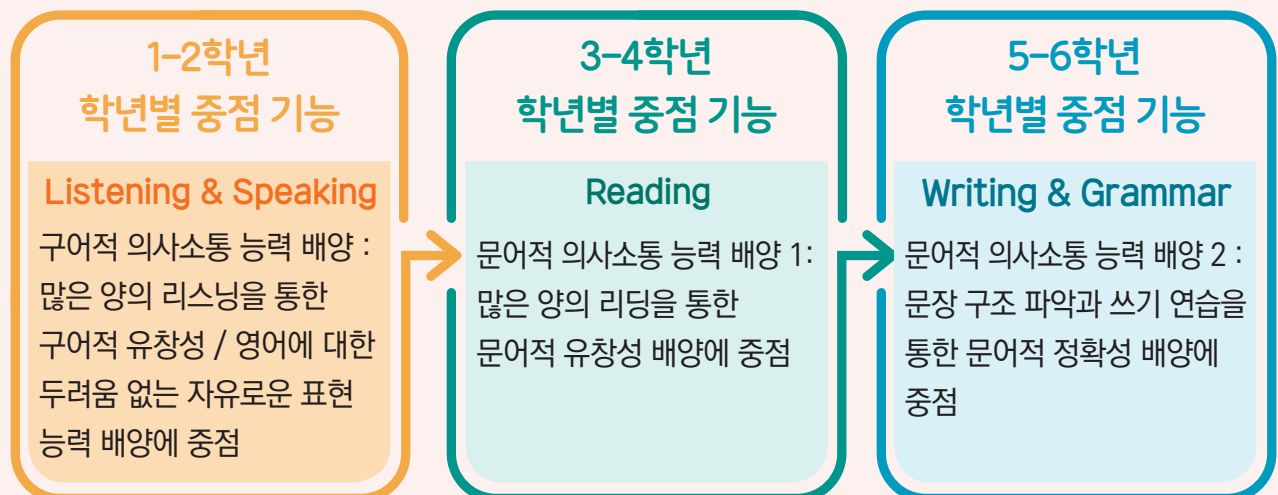 1-2학년
학년별 중점 기능
Listening & Speaking
구어적 의사소통 능력 배양 :
많은 양의 리스닝을 통한
구어적 유창성 / 영어에 대한
두려움 없는 자유로운 표현
능력 배양에 중점
3-4학년
학년별 중점 기능
Reading
문어적 의사소통 능력 배양 1:
많은 양의 리딩을 통한
문어적 유창성 배양에 중점
5-6학년
학년별 중점 기능
Writing & Grammar
문어적 의사소통 능력 배양 2 :
문장 구조 파악과 쓰기 연습을
통한 문어적 정확성 배양에
중점